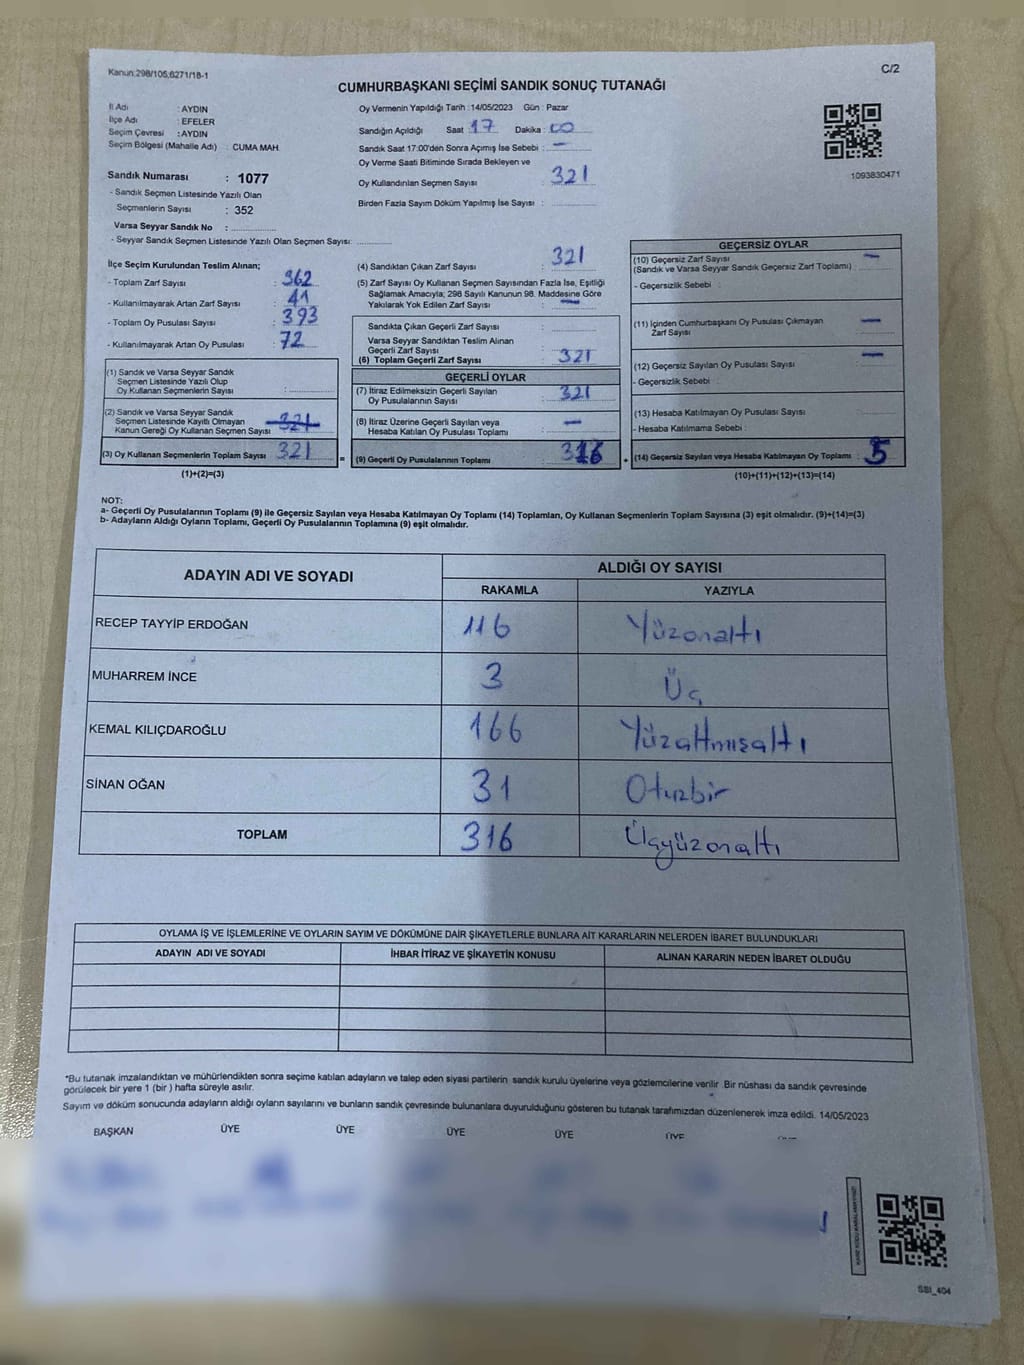 Kanun:298/105;6271/18-1
C/2
CUMHURBAŞKANI SEÇİMİ SANDIK SONUÇ TUTANAĞI
İl Adı : AYDIN
İlçe Adı : EFELER
Seçim Çevresi : AYDIN
Seçim Bölgesi (Mahalle Adı) : CUMA MAH.
Sandık Numarası : 1077
- Sandık Seçmen Listesinde Yazılı Olan
Seçmenlerin Sayısı : 352
Varsa Seyyar Sandık No :
- Seyyar Sandık Seçmen Listesinde Yazılı Olan Seçmen Sayısı:
Oy Vermenin Yapıldığı Tarih :14/05/2023 Gün : Pazar
Sandığın Açıldığı Saat : 17 Dakika : 00
Sandık Saat 17:00'den Sonra Açımış İse Sebebi : —
Oy Verme Saati Bitiminde Sırada Bekleyen ve
Oy Kullandırılan Seçmen Sayısı : 321
Birden Fazla Sayım Döküm Yapılmış İse Sayısı :
1093830471
İlçe Seçim Kurulundan Teslim Alınan;
- Toplam Zarf Sayısı : 362
- Kullanılmayarak Artan Zarf Sayısı : 41
- Toplam Oy Pusulası Sayısı : 393
- Kullanılmayarak Artan Oy Pusulası : 72
(1) Sandık ve Varsa Seyyar Sandık
Seçmen Listesinde Yazılı Olup
Oy Kullanan Seçmenlerin Sayısı :
(2) Sandık ve Varsa Seyyar Sandık
Seçmen Listesinde Kayıtlı Olmayan
Kanun Gereği Oy Kullanan Seçmen Sayısı : 321
(3) Oy Kullanan Seçmenlerin Toplam Sayısı : 321
(1)+(2)=(3)
(4) Sandıktan Çıkan Zarf Sayısı : 321
(5) Zarf Sayısı Oy Kullanan Seçmen Sayısından Fazla İse, Eşitliği
Sağlamak Amacıyla; 298 Sayılı Kanunun 98. Maddesine Göre
Yakılarak Yok Edilen Zarf Sayısı : —
Sandıkta Çıkan Geçerli Zarf Sayısı :
Varsa Seyyar Sandıktan Teslim Alınan
Geçerli Zarf Sayısı
(6) Toplam Geçerli Zarf Sayısı : 321
GEÇERLİ OYLAR
(7) İtiraz Edilmeksizin Geçerli Sayılan
Oy Pusulalarının Sayısı : 321
(8) İtiraz Üzerine Geçerli Sayılan veya
Hesaba Katılan Oy Pusulası Toplamı : —
= (9) Geçerli Oy Pusulalarının Toplamı : 316
GEÇERSİZ OYLAR
(10) Geçersiz Zarf Sayısı : —
(Sandık ve Varsa Seyyar Sandık Geçersiz Zarf Toplamı)
- Geçersizlik Sebebi :
(11) İçinden Cumhurbaşkanı Oy Pusulası Çıkmayan : —
Zarf Sayısı
(12) Geçersiz Sayılan Oy Pusulası Sayısı : —
- Geçersizlik Sebebi :
(13) Hesaba Katılmayan Oy Pusulası Sayısı :
- Hesaba Katılmama Sebebi :
+ (14) Geçersiz Sayılan veya Hesaba Katılmayan Oy Toplamı : 5
(10)+(11)+(12)+(13)=(14)
NOT:
a- Geçerli Oy Pusulalarının Toplamı (9) ile Geçersiz Sayılan veya Hesaba Katılmayan Oy Toplamı (14) Toplamları, Oy Kullanan Seçmenlerin Toplam Sayısına (3) eşit olmalıdır. (9)+(14)=(3)
b- Adayların Aldığı Oyların Toplamı, Geçerli Oy Pusulalarının Toplamına (9) eşit olmalıdır.
ADAYIN ADI VE SOYADI
ALDIĞI OY SAYISI
RAKAMLA YAZIYLA
RECEP TAYYİP ERDOĞAN 116 Yüzonaltı
MUHARREM İNCE 3 Üç
KEMAL KILIÇDAROĞLU 166 Yüzaltmışaltı
SİNAN OĞAN 31 Otuzbir
TOPLAM 316 Üçyüzonaltı
OYLAMA İŞ VE İŞLEMLERİNE VE OYLARIN SAYIM VE DÖKÜMÜNE DAİR ŞİKAYETLERLE BUNLARA AİT KARARLARIN NELERDEN İBARET BULUNDUKLARI
ADAYIN ADI VE SOYADI İHBAR İTİRAZ VE ŞİKAYETİN KONUSU ALINAN KARARIN NEDEN İBARET OLDUĞU
*Bu tutanak imzalandıktan ve mühürlendikten sonra seçime katılan adayların ve talep eden siyasi partilerin sandık kurulu üyelerine veya gözlemcilerine verilir. Bir nüshası da sandık çevresinde
görülecek bir yere 1 (bir) hafta süreyle asılır.
Sayım ve döküm sonucunda adayların aldığı oyların sayılarını ve bunların sandık çevresinde bulunanlara duyurulduğunu gösteren bu tutanak tarafımızdan düzenlenerek imza edildi. 14/05/2023
BAŞKAN ÜYE ÜYE ÜYE ÜYE ÜYE
SSI_404